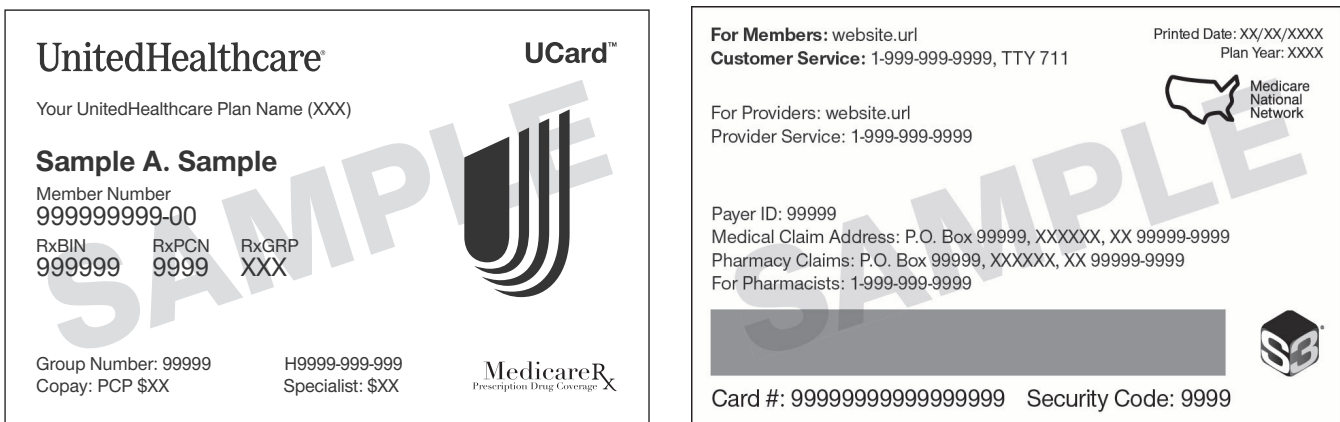 UnitedHealthcare®
UCard™
Your UnitedHealthcare Plan Name (XXX)
Sample A. Sample
Member Number
999999999-00
RxBIN RxPCN RxGRP
999999 9999 XXX
Group Number: 99999 H9999-999-999
Copay: PCP $XX Specialist: $XX
MedicareRx
Prescription Drug Coverage
SAMPLE
For Members: website.url
Customer Service: 1-999-999-9999, TTY 711
Printed Date: XX/XX/XXXX
Plan Year: XXXX
Medicare
National
Network
For Providers: website.url
Provider Service: 1-999-999-9999
Payer ID: 99999
Medical Claim Address: P.O. Box 99999, XXXXXX, XX 99999-9999
Pharmacy Claims: P.O. Box 99999, XXXXXX, XX 99999-9999
For Pharmacists: 1-999-999-9999
S3
Card #: 99999999999999999 Security Code: 9999
SAMPLE